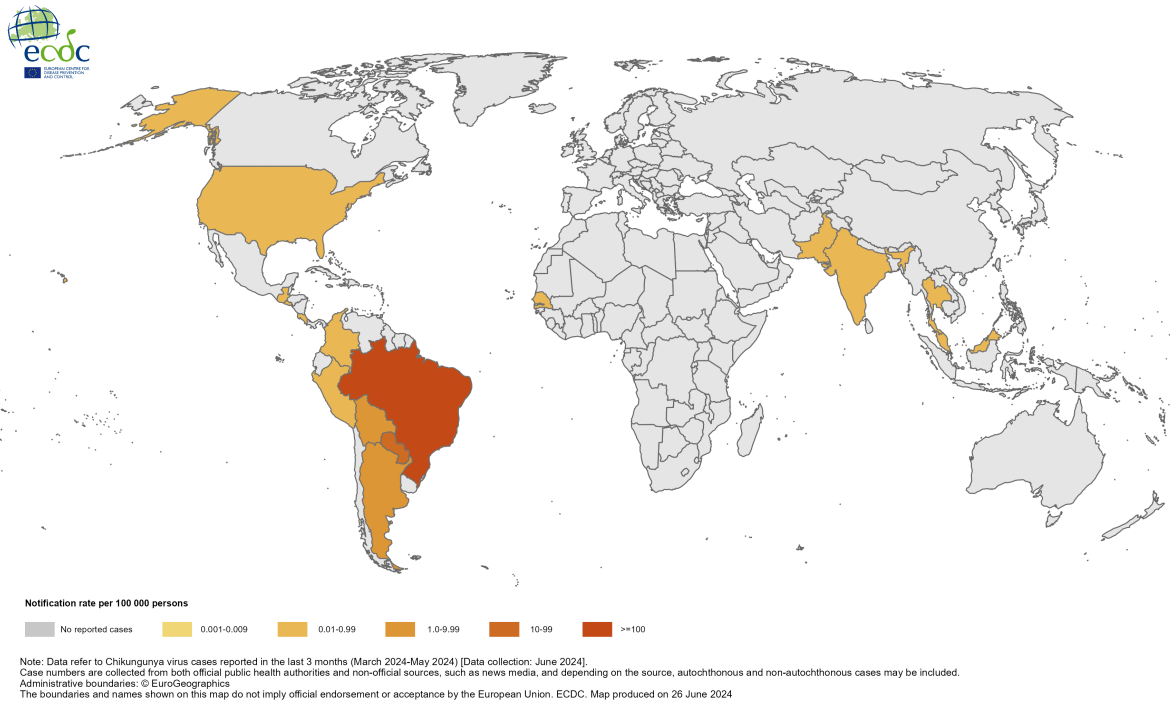 ecdc
EUROPEAN CENTRE FOR
DISEASE PREVENTION
AND CONTROL
Notification rate per 100 000 persons
No reported cases
0.001-0.009
0.01-0.99
1.0-9.99
10-99
>=100
Note: Data refer to Chikungunya virus cases reported in the last 3 months (March 2024-May 2024) [Data collection: June 2024].
Case numbers are collected from both official public health authorities and non-official sources, such as news media, and depending on the source, autochthonous and non-autochthonous cases may be included.
Administrative boundaries: © EuroGeographics
The boundaries and names shown on this map do not imply official endorsement or acceptance by the European Union. ECDC. Map produced on 26 June 2024